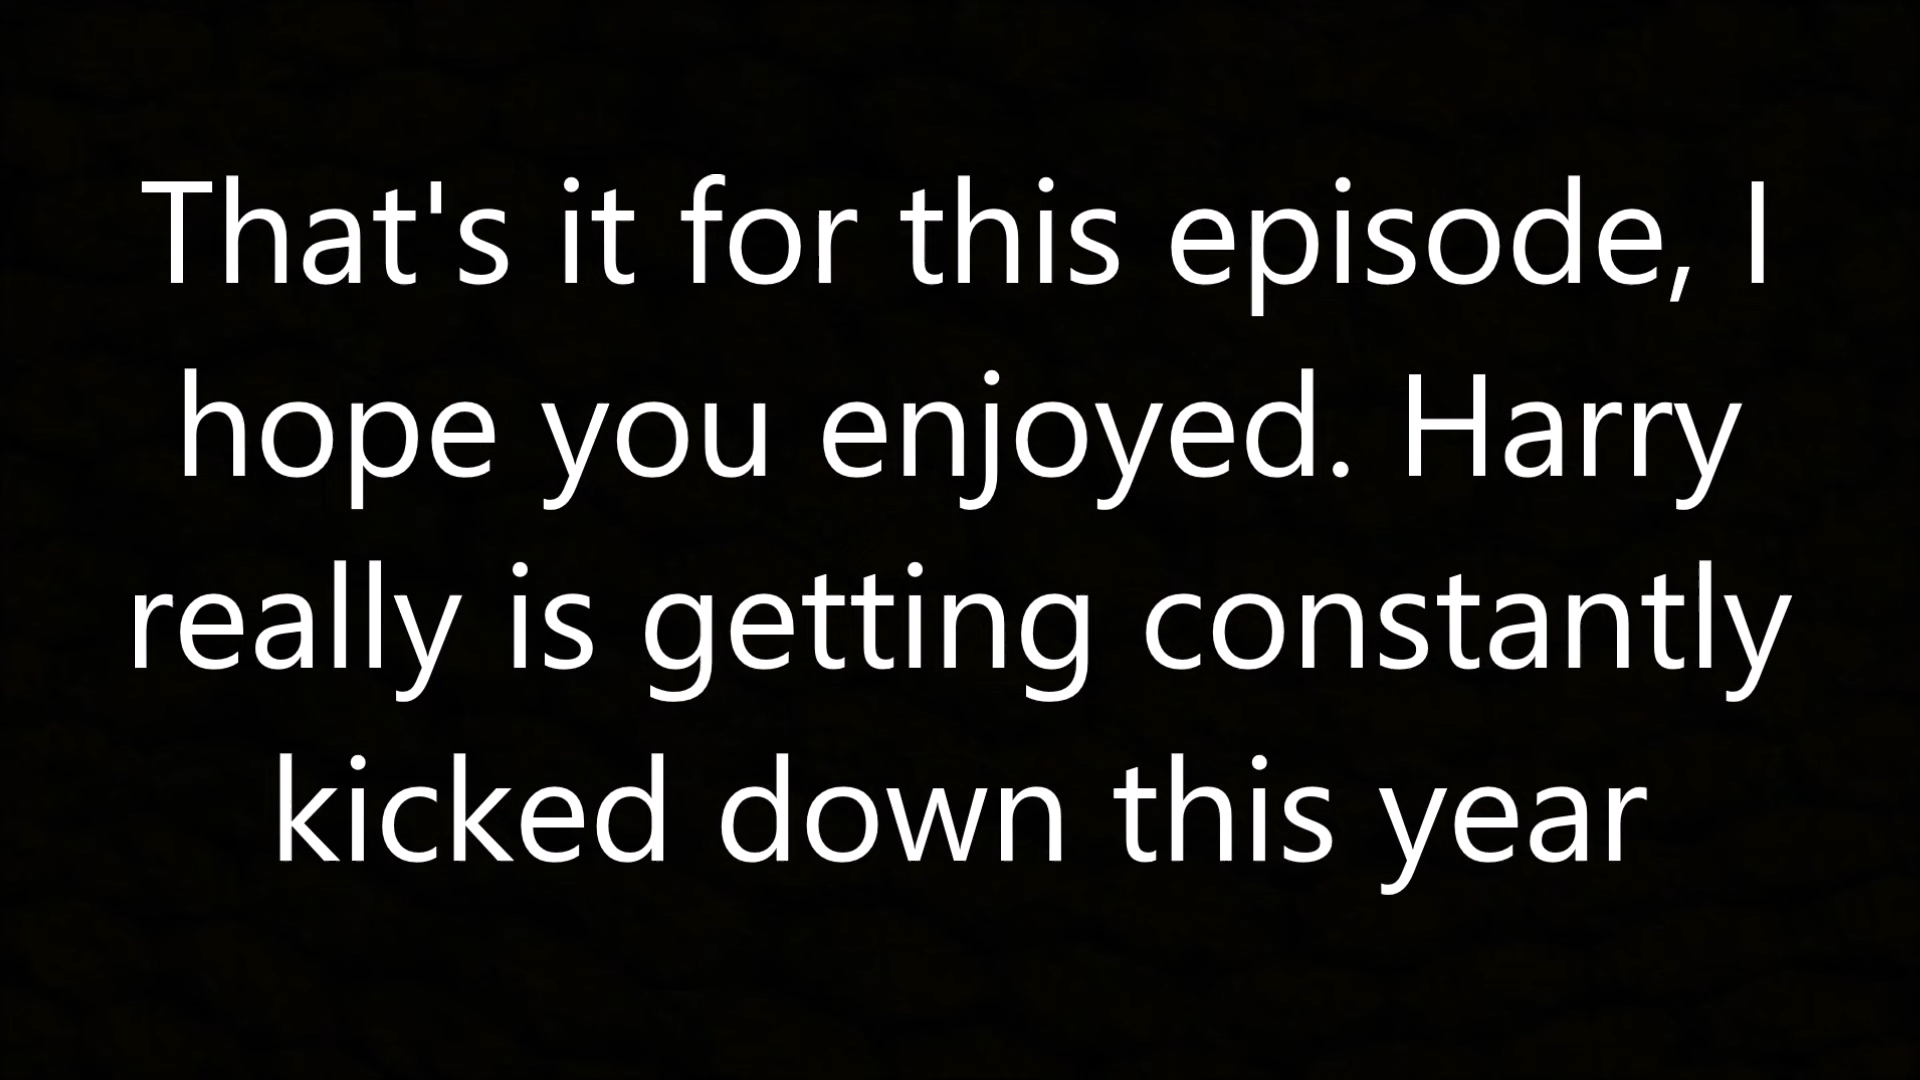 That's it for this episode, I
hope you enjoyed. Harry
really is getting constantly
kicked down this year